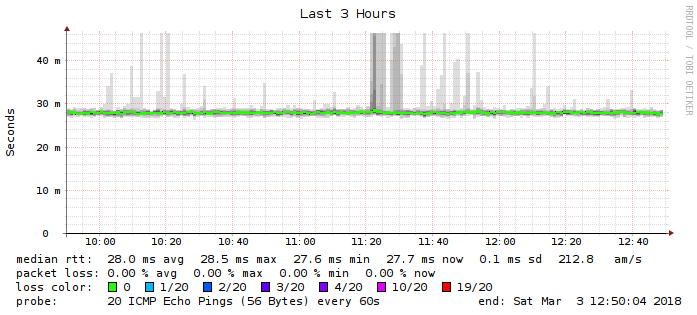 Last 3 Hours
RRDTOOL / TOBI OETIKER
Seconds
40 m
30 m
20 m
10 m
0
10:00 10:20 10:40 11:00 11:20 11:40 12:00 12:20 12:40
median rtt: 28.0 ms avg 28.5 ms max 27.6 ms min 27.7 ms now 0.1 ms sd 212.8 am/s
packet loss: 0.00 % avg 0.00 % max 0.00 % min 0.00 % now
loss color: 0 1/20 2/20 3/20 4/20 10/20 19/20
probe: 20 ICMP Echo Pings (56 Bytes) every 60s end: Sat Mar 3 12:50:04 2018